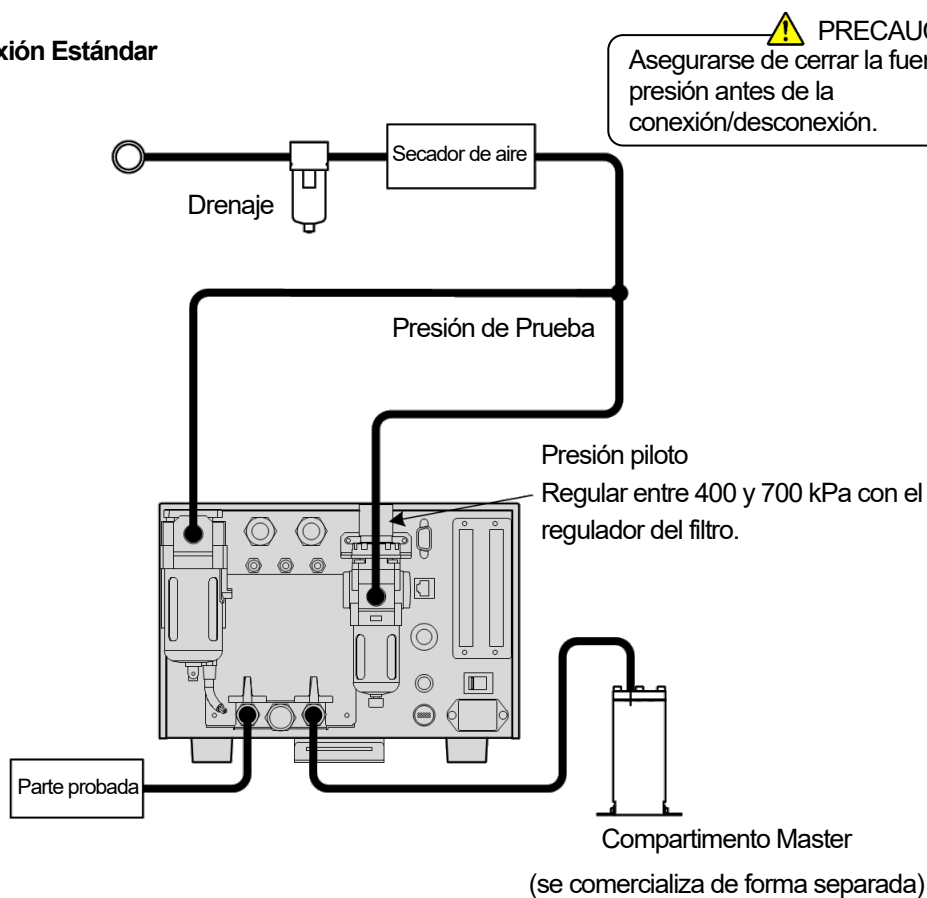 xión Estándar
PRECAUC
Asegurarse de cerrar la fuen
presión antes de la
conexión/desconexión.
Secador de aire
Drenaje
Presión de Prueba
Presión piloto
Regular entre 400 y 700 kPa con el
regulador del filtro.
Parte probada
Compartimento Master
(se comercializa de forma separada)